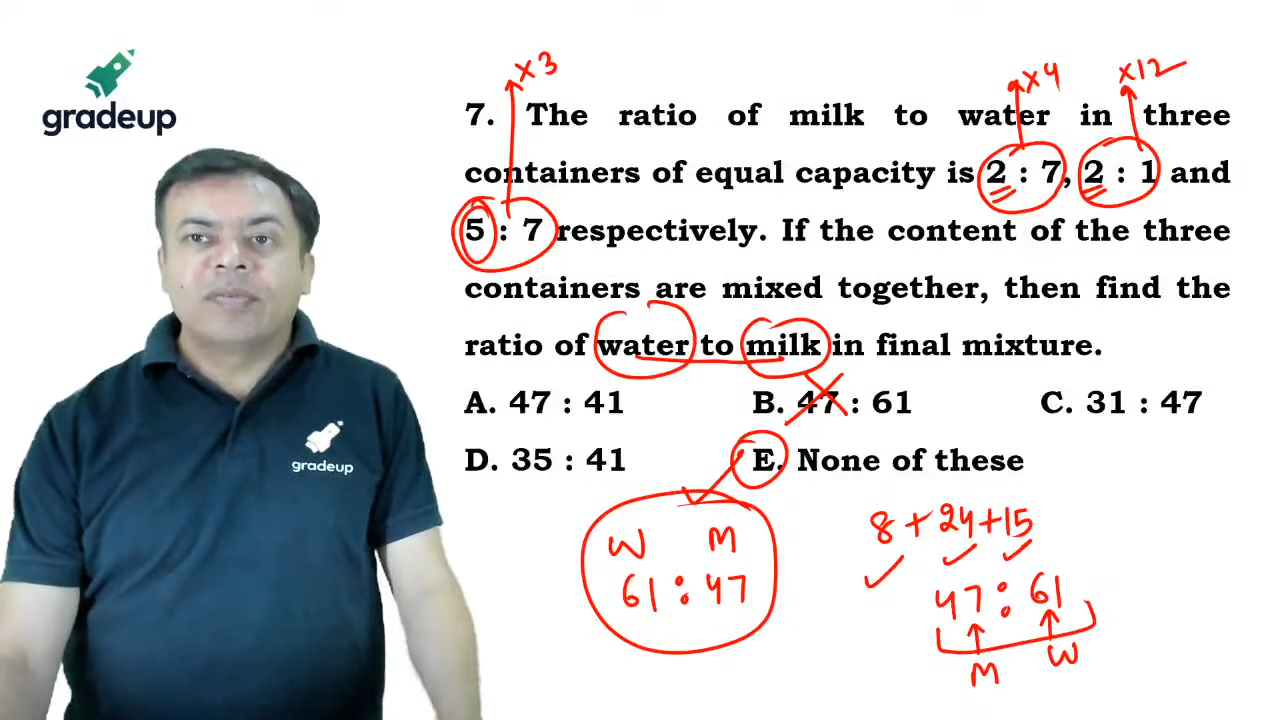 ×3
×4
×12
gradeup
7. The ratio of milk to water in three
containers of equal capacity is 2 : 7, 2 : 1 and
5 : 7 respectively. If the content of the three
containers are mixed together, then find the
ratio of water to milk in final mixture.
A. 47 : 41 B. 47 : 61 C. 31 : 47
D. 35 : 41 E. None of these
gradeup
8 + 24 + 15
W M
61 : 47
47 : 61
M W